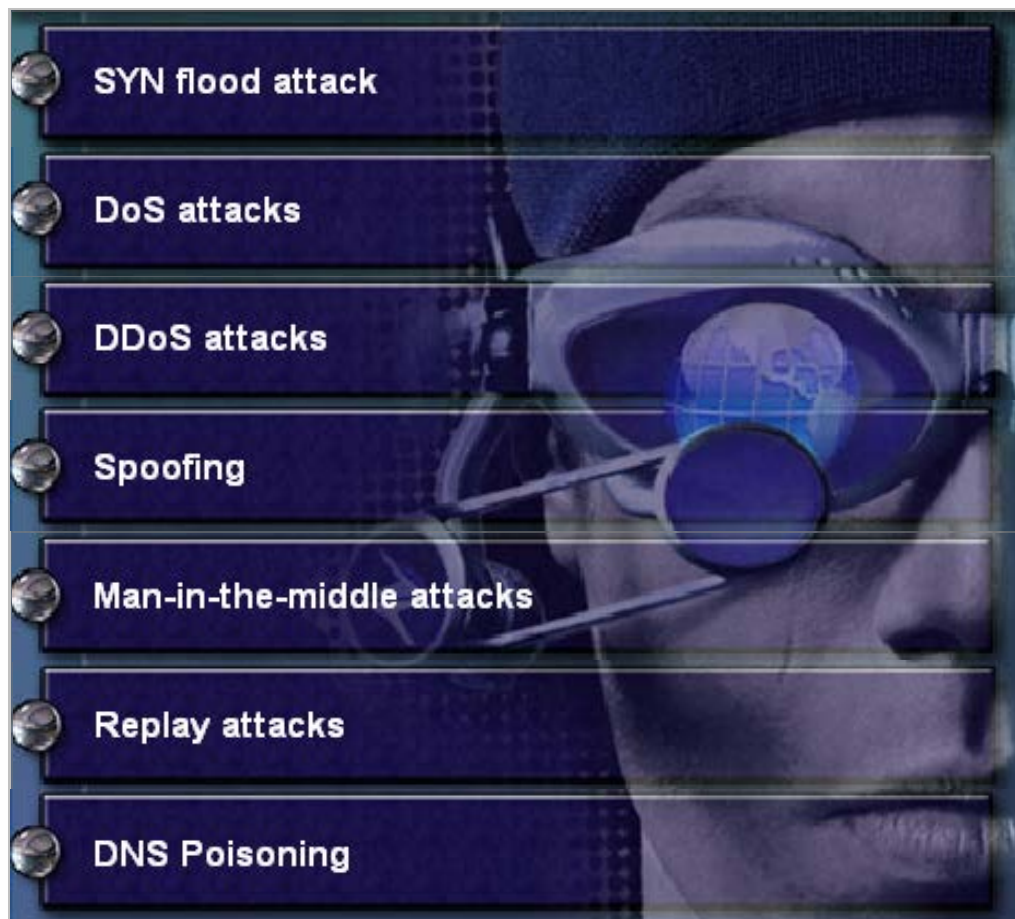 SYN flood attack
DoS attacks
DDoS attacks
Spoofing
Man-in-the-middle attacks
Replay attacks
DNS Poisoning